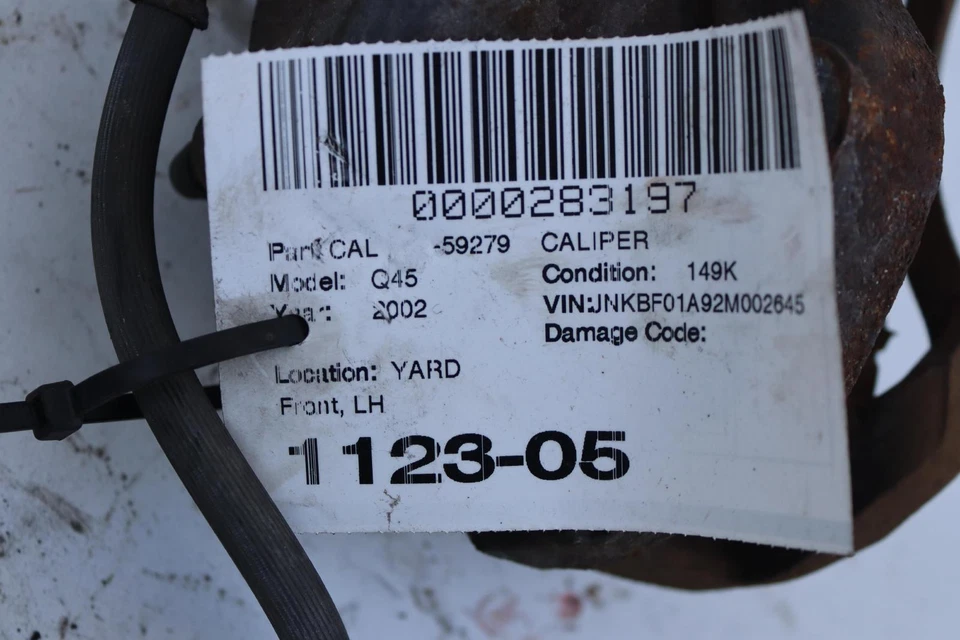 0000283197
Part CAL -59279 CALIPER
Model: Q45 Condition: 149K
Year: 2002 VIN:JNKBF01A92M002645
Damage Code:
Location: YARD
Front, LH
1123-05